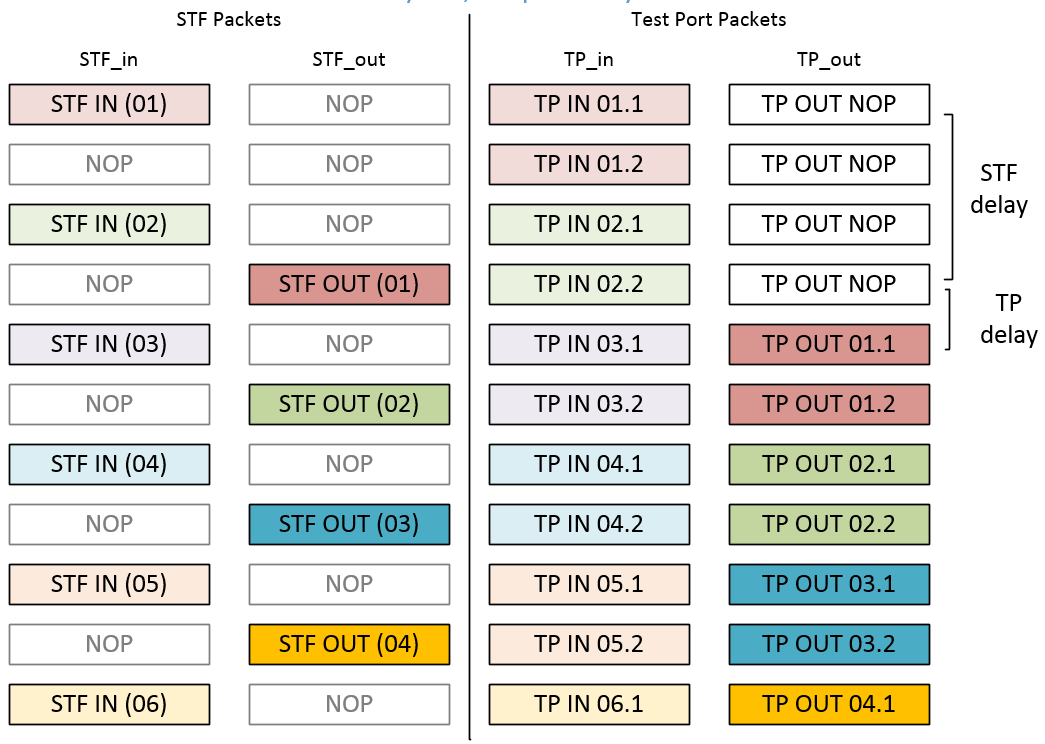 STF Packets Test Port Packets
STF_in STF_out TP_in TP_out
STF IN (01) NOP TP IN 01.1 TP OUT NOP
NOP NOP TP IN 01.2 TP OUT NOP
STF IN (02) NOP TP IN 02.1 TP OUT NOP
NOP STF OUT (01) TP IN 02.2 TP OUT NOP
STF IN (03) NOP TP IN 03.1 TP OUT 01.1
NOP STF OUT (02) TP IN 03.2 TP OUT 01.2
STF IN (04) NOP TP IN 04.1 TP OUT 02.1
NOP STF OUT (03) TP IN 04.2 TP OUT 02.2
STF IN (05) NOP TP IN 05.1 TP OUT 03.1
NOP STF OUT (04) TP IN 05.2 TP OUT 03.2
STF IN (06) NOP TP IN 06.1 TP OUT 04.1
STF
delay
TP
delay